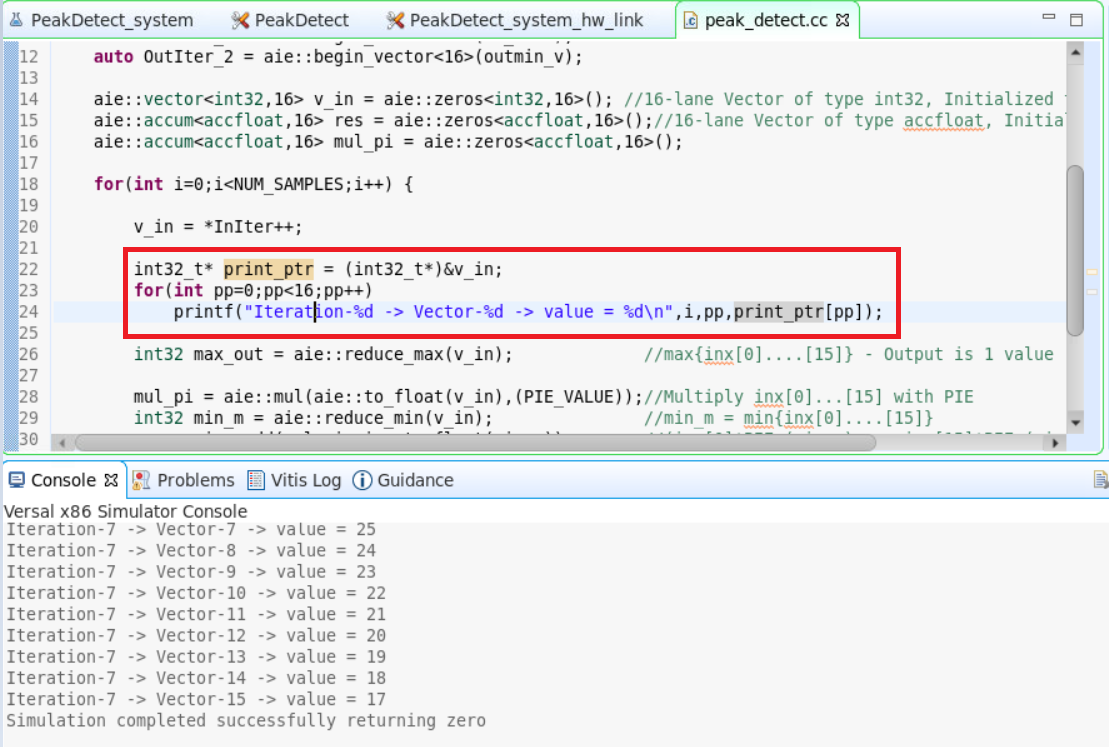 PeakDetect_system PeakDetect PeakDetect_system_hw_link peak_detect.cc
12 auto OutIter_2 = aie::begin_vector<16>(outmin_v);
13
14 aie::vector<int32,16> v_in = aie::zeros<int32,16>(); //16-lane Vector of type int32, Initialized
15 aie::accum<accfloat,16> res = aie::zeros<accfloat,16>();//16-lane Vector of type accfloat, Initia
16 aie::accum<accfloat,16> mul_pi = aie::zeros<accfloat,16>();
17
18 for(int i=0;i<NUM_SAMPLES;i++) {
19
20 v_in = *InIter++;
21
22 int32_t* print_ptr = (int32_t*)&v_in;
23 for(int pp=0;pp<16;pp++)
24 printf("Iteration-%d -> Vector-%d -> value = %d\n",i,pp,print_ptr[pp]);
25
26 int32 max_out = aie::reduce_max(v_in); //max{inx[0]....[15]} - Output is 1 value
27
28 mul_pi = aie::mul(aie::to_float(v_in),(PIE_VALUE));//Multiply inx[0]...[15] with PIE
29 int32 min_m = aie::reduce_min(v_in); //min_m = min{inx[0]....[15]}
30
Console Problems Vitis Log Guidance
Versal x86 Simulator Console
Iteration-7 -> Vector-7 -> value = 25
Iteration-7 -> Vector-8 -> value = 24
Iteration-7 -> Vector-9 -> value = 23
Iteration-7 -> Vector-10 -> value = 22
Iteration-7 -> Vector-11 -> value = 21
Iteration-7 -> Vector-12 -> value = 20
Iteration-7 -> Vector-13 -> value = 19
Iteration-7 -> Vector-14 -> value = 18
Iteration-7 -> Vector-15 -> value = 17
Simulation completed successfully returning zero